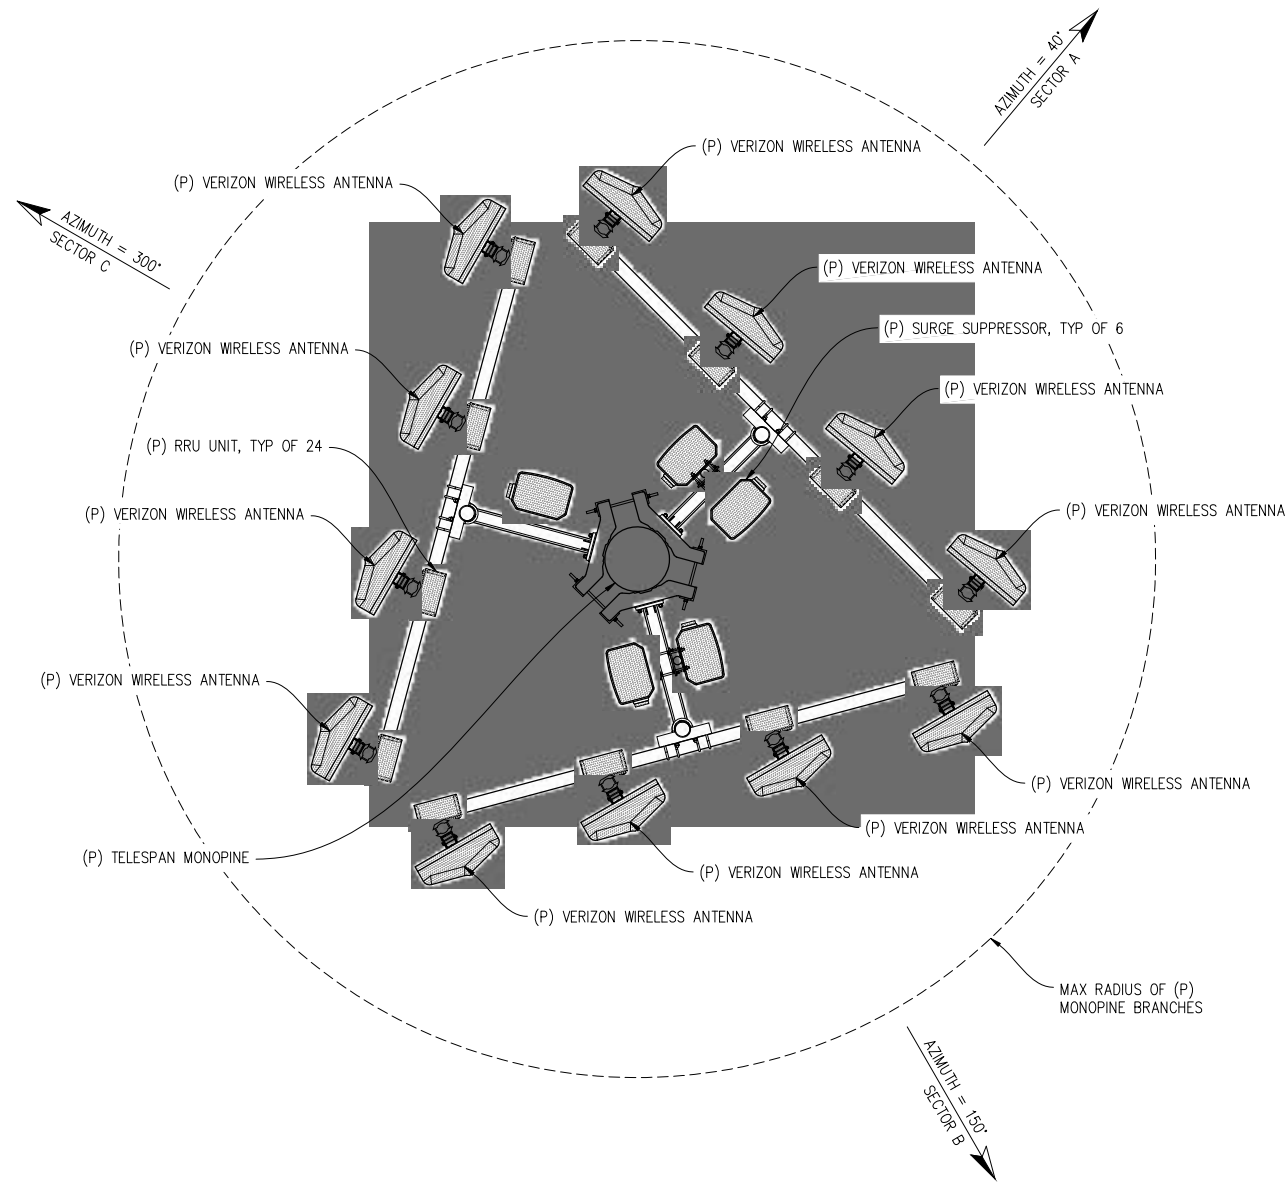 AZIMUTH = 40°
SECTOR A
(P) VERIZON WIRELESS ANTENNA
(P) VERIZON WIRELESS ANTENNA
AZIMUTH = 300°
SECTOR C
(P) VERIZON WIRELESS ANTENNA
(P) SURGE SUPPRESSOR, TYP OF 6
(P) VERIZON WIRELESS ANTENNA
(P) VERIZON WIRELESS ANTENNA
(P) RRU UNIT, TYP OF 24
(P) VERIZON WIRELESS ANTENNA
(P) VERIZON WIRELESS ANTENNA
(P) VERIZON WIRELESS ANTENNA
(P) VERIZON WIRELESS ANTENNA
(P) VERIZON WIRELESS ANTENNA
(P) TELESPAN MONOPINE
(P) VERIZON WIRELESS ANTENNA
(P) VERIZON WIRELESS ANTENNA
MAX RADIUS OF (P)
MONOPINE BRANCHES
AZIMUTH = 150°
SECTOR B